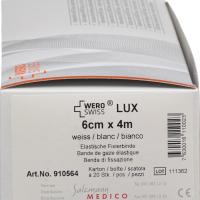 WERO SWISS LUX
6cm x 4m
weiss / blanc / bianco
Elastische Fixierbinde
Bande de gaze élastique
Benda di fissazione
Art.No. 910564
Karton / boîte / scatola
à 20 Stk. / pcs. / pezzi
LOT 111362
Salzmann
MEDICO